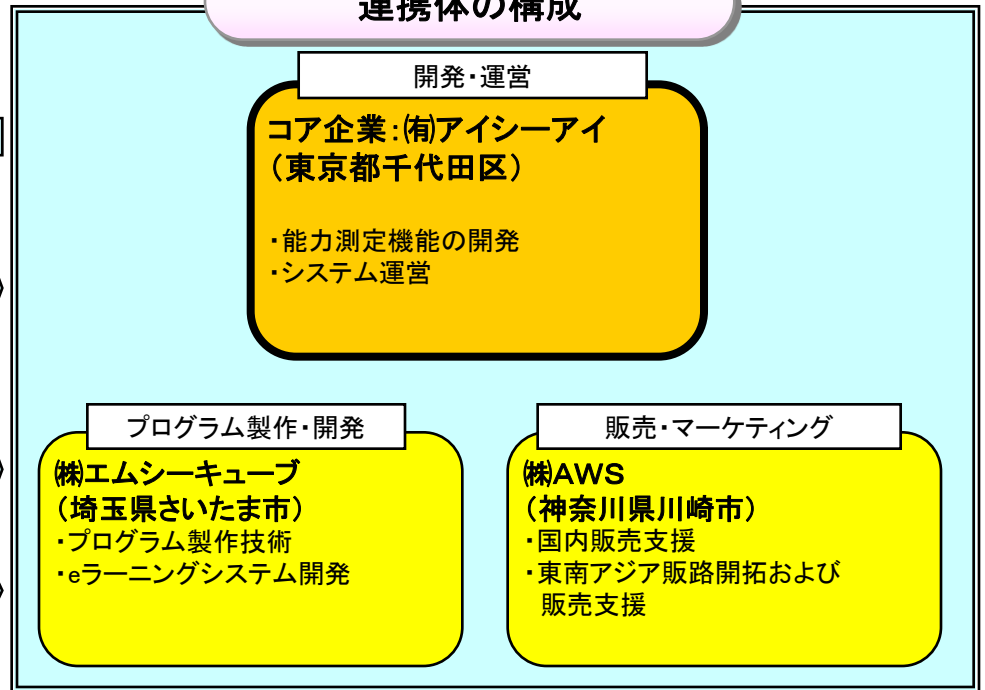 連携体の構成
開発・運営
コア企業：㈲アイシーアイ
（東京都千代田区）
・能力測定機能の開発
・システム運営
プログラム製作・開発
㈱エムシーキューブ
（埼玉県さいたま市）
・プログラム製作技術
・eラーニングシステム開発
販売・マーケティング
㈱AWS
（神奈川県川崎市）
・国内販売支援
・東南アジア販路開拓および
販売支援